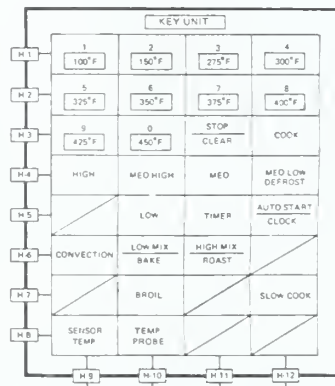 KEY UNIT
1 2 3 4
100°F 150°F 275°F 300°F
H-1
5 6 7 8
325°F 350°F 375°F 400°F
H-2
9 0 STOP
425°F 450°F CLEAR COOK
H-3
H-4 HIGH MED HIGH MED MED LOW
DEFROST
H-5 LOW TIMER AUTO START
CLOCK
H-6 CONVECTION LOW MIX HIGH MIX
BAKE ROAST
H-7 BROIL SLOW COOK
H-8 SENSOR TEMP
TEMP PROBE
H-9 H-10 H-11 H-12